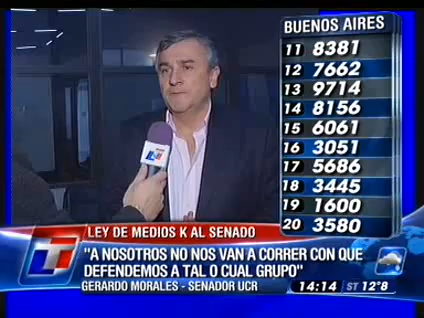 BUENOS AIRES
11 8381
12 7662
13 9714
14 8156
15 6061
16 3051
17 5686
18 3445
19 1600
20 3580
LEY DE MEDIOS K AL SENADO
"A NOSOTROS NO NOS VAN A CORRER CON QUE
DEFENDEMOS A TAL O CUAL GRUPO"
GERARDO MORALES - SENADOR UCR
14:14 ST 12°8